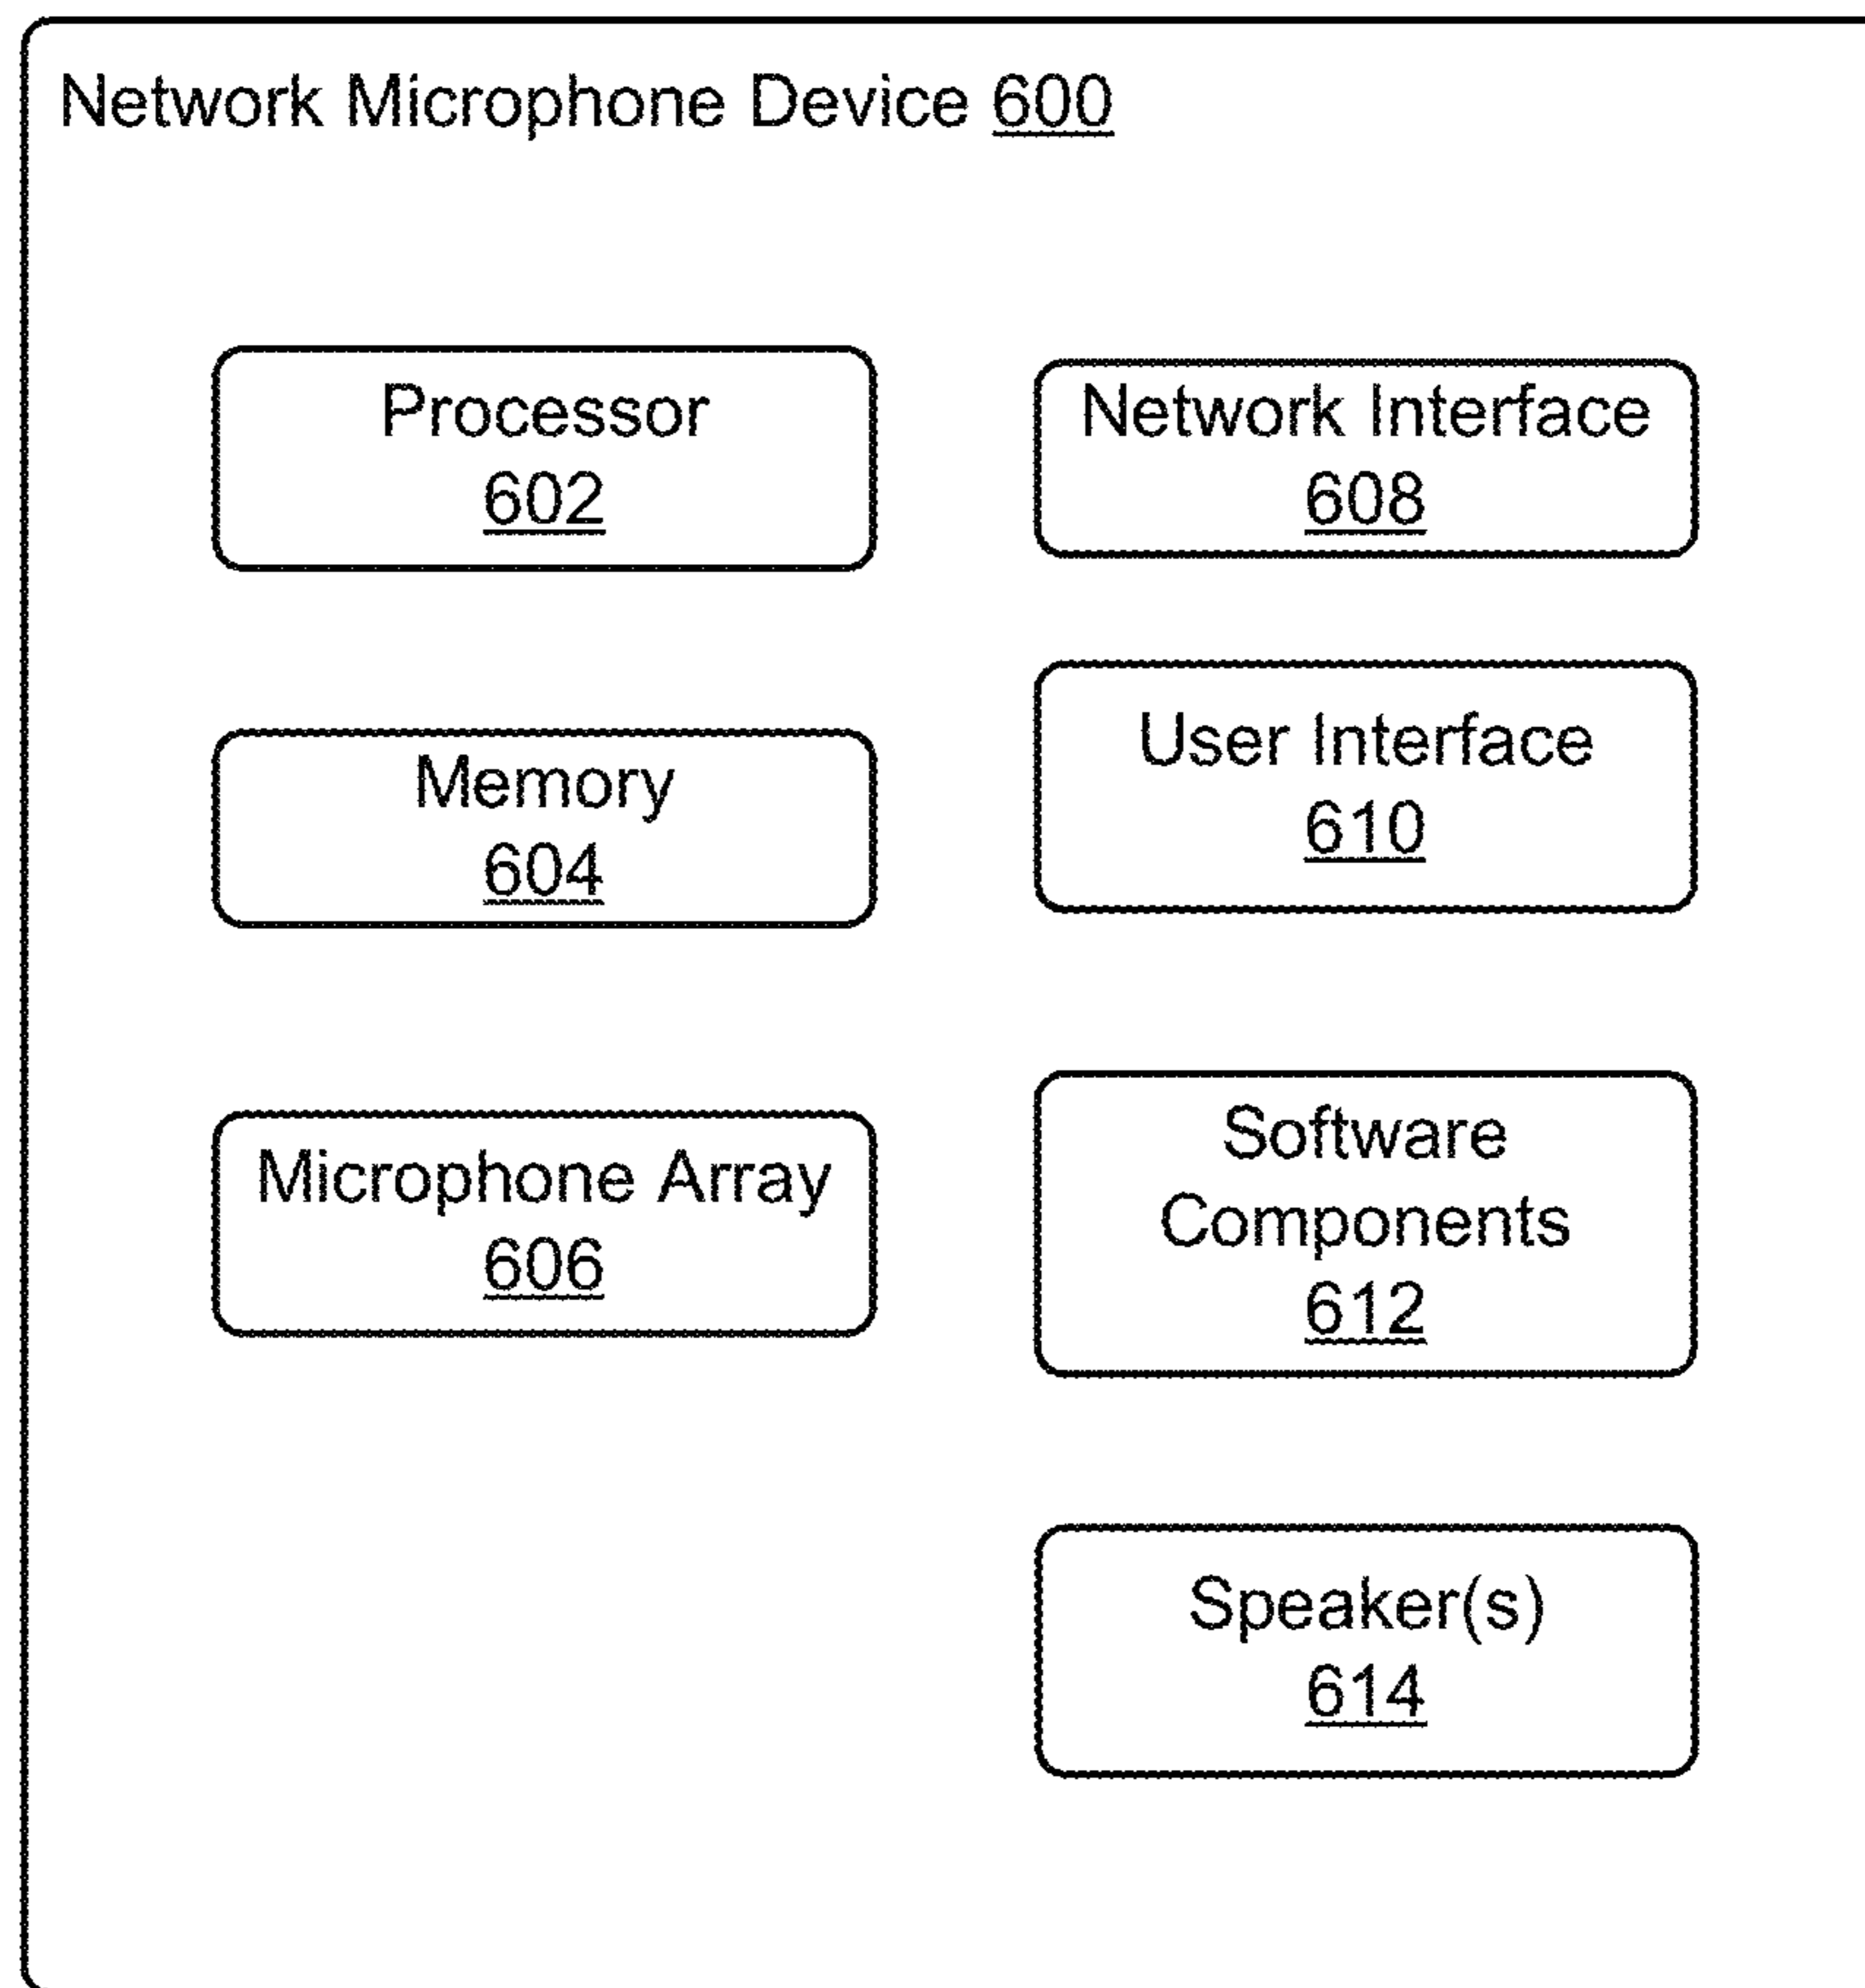 Network Microphone Device 600
Processor
602
Memory
604
Microphone Array
606
Network Interface
608
User Interface
610
Software
Components
612
Speaker(s)
614